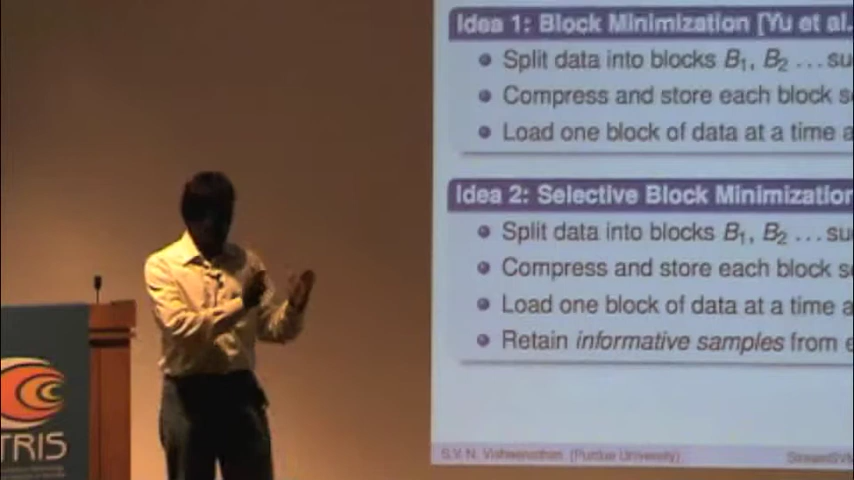 Idea 1: Block Minimization [Yu et al.
Split data into blocks B1, B2 ... su
Compress and store each block s
Load one block of data at a time a
Idea 2: Selective Block Minimization
Split data into blocks B1, B2 ... su
Compress and store each block s
Load one block of data at a time a
Retain informative samples from e
S.V.N. Vishwanathan (Purdue University)
StreamSVM
TRIS